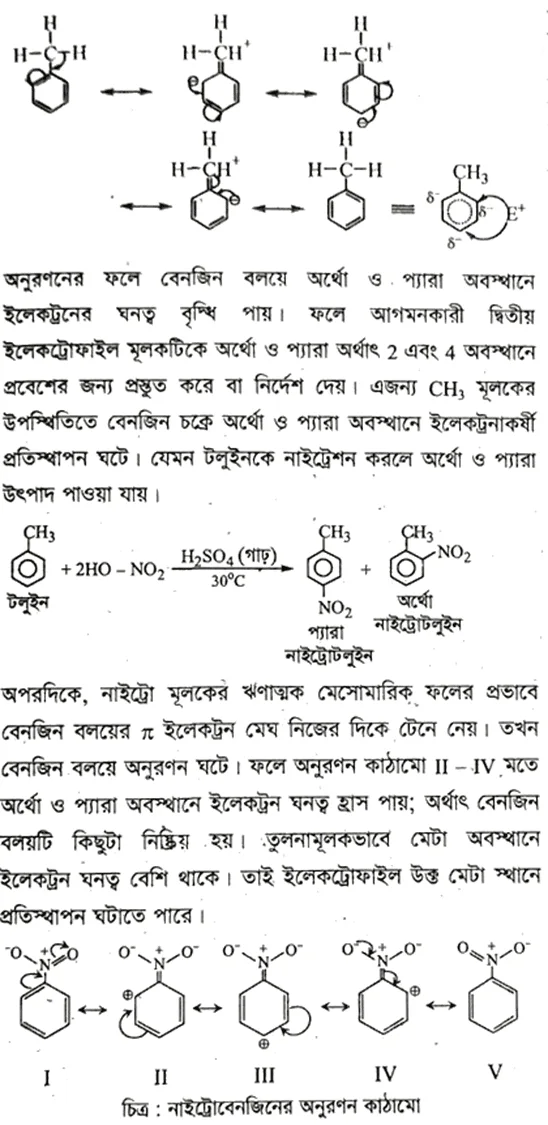 H H H
H–C–H H–CH⁺ H–CH⁺
⊖ ⊖
H H
H–CH⁺ H–C–H CH₃
⊖ δ⁻ δ⁻ E⁺
δ⁻
অনুরণনের ফলে বেনজিন বলয়ে অর্থো ও প্যারা অবস্থানে
ইলেকট্রনের ঘনত্ব বৃদ্ধি পায়। ফলে আগমনকারী দ্বিতীয়
ইলেকট্রোফাইল মূলকটিকে অর্থো ও প্যারা অর্থাৎ 2 এবং 4 অবস্থানে
প্রবেশের জন্য প্রস্তুত করে বা নির্দেশ দেয়। এজন্য CH₃ মূলকের
উপস্থিতিতে বেনজিন চক্রে অর্থো ও প্যারা অবস্থানে ইলেকট্রনাকর্ষী
প্রতিস্থাপন ঘটে। যেমন টলুইনকে নাইট্রেশন করলে অর্থো ও প্যারা
উৎপাদ পাওয়া যায়।
CH₃ CH₃ CH₃
+ 2HO – NO₂ H₂SO₄ (গাঢ়) + NO₂
30°C
টলুইন NO₂ অর্থো
প্যারা নাইট্রোটলুইন
নাইট্রোটলুইন
অপরদিকে, নাইট্রো মূলকের ঋণাত্মক মেসোমারিক ফলের প্রভাবে
বেনজিন বলয়ের π ইলেকট্রন মেঘ নিজের দিকে টেনে নেয়। তখন
বেনজিন বলয়ে অনুরণন ঘটে। ফলে অনুরণন কাঠামো II – IV মতে
অর্থো ও প্যারা অবস্থানে ইলেকট্রন ঘনত্ব হ্রাস পায়; অর্থাৎ বেনজিন
বলয়টি কিছুটা নিষ্ক্রিয় হয়। তুলনামূলকভাবে মেটা অবস্থানে
ইলেকট্রন ঘনত্ব বেশি থাকে। তাই ইলেকট্রোফাইল উক্ত মেটা স্থানে
প্রতিস্থাপন ঘটাতে পারে।
⁻O N⁺ O O⁻ N⁺ O⁻ O⁻ N⁺ O⁻ O⁻ N⁺ O⁻ O N⁺ O⁻
⊕ ⊕ ⊕
I II III IV V
চিত্র : নাইট্রোবেনজিনের অনুরণন কাঠামো